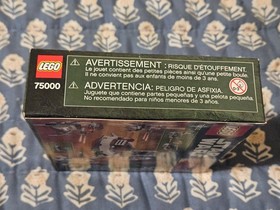 LEGO
75000
AVERTISSEMENT : RISQUE D'ÉTOUFFEMENT.
Le jouet contient des petites pièces ainsi qu'une petite boule.
Il ne convient pas aux enfants de moins de 3 ans.
ADVERTENCIA: PELIGRO DE ASFIXIA.
Juguete que contiene partes pequeñas y una pelota pequeña.
No recomendado para niños menores de 3 años.